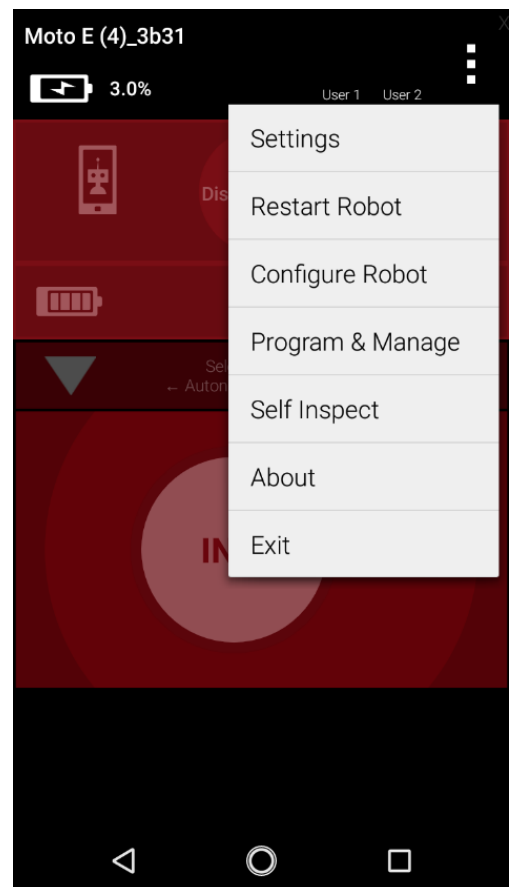 Moto E (4)_3b31
3.0%
User 1 User 2
Settings
Restart Robot
Configure Robot
Program & Manage
Self Inspect
About
Exit